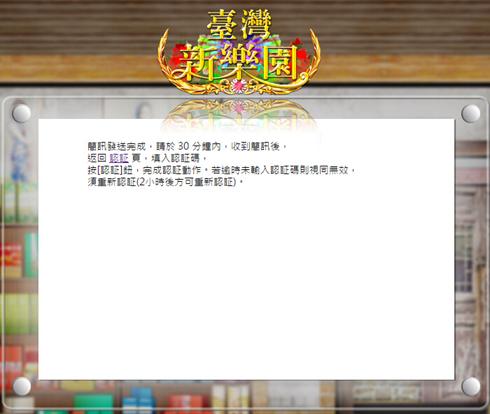 臺灣
新樂園
簡訊發送完成，請於 30 分鐘內，收到簡訊後，
返回 認証 頁，填入認証碼，
按[認証]鈕，完成認証動作。若逾時未輸入認証碼則視同無效，
須重新認証(2小時後方可重新認証)。